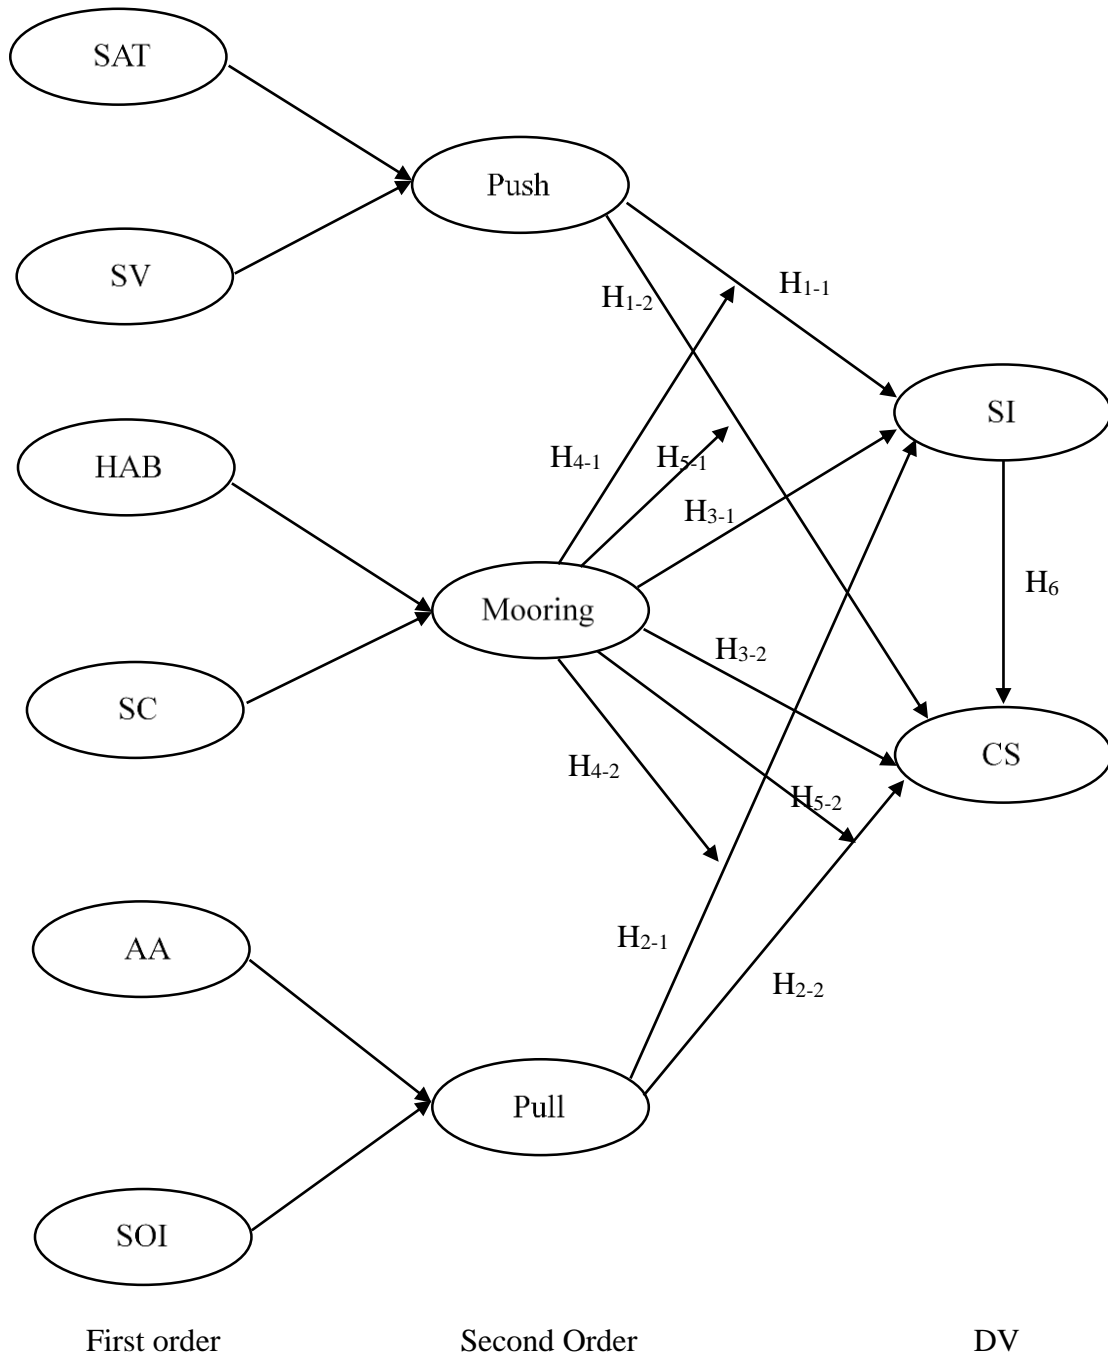 SAT
Push
SV
H1-1
H1-2
SI
HAB
H4-1
H5-1
H3-1
H6
Mooring
H3-2
SC
CS
H4-2
H5-2
AA
H2-1
H2-2
Pull
SOI
First order
Second Order
DV